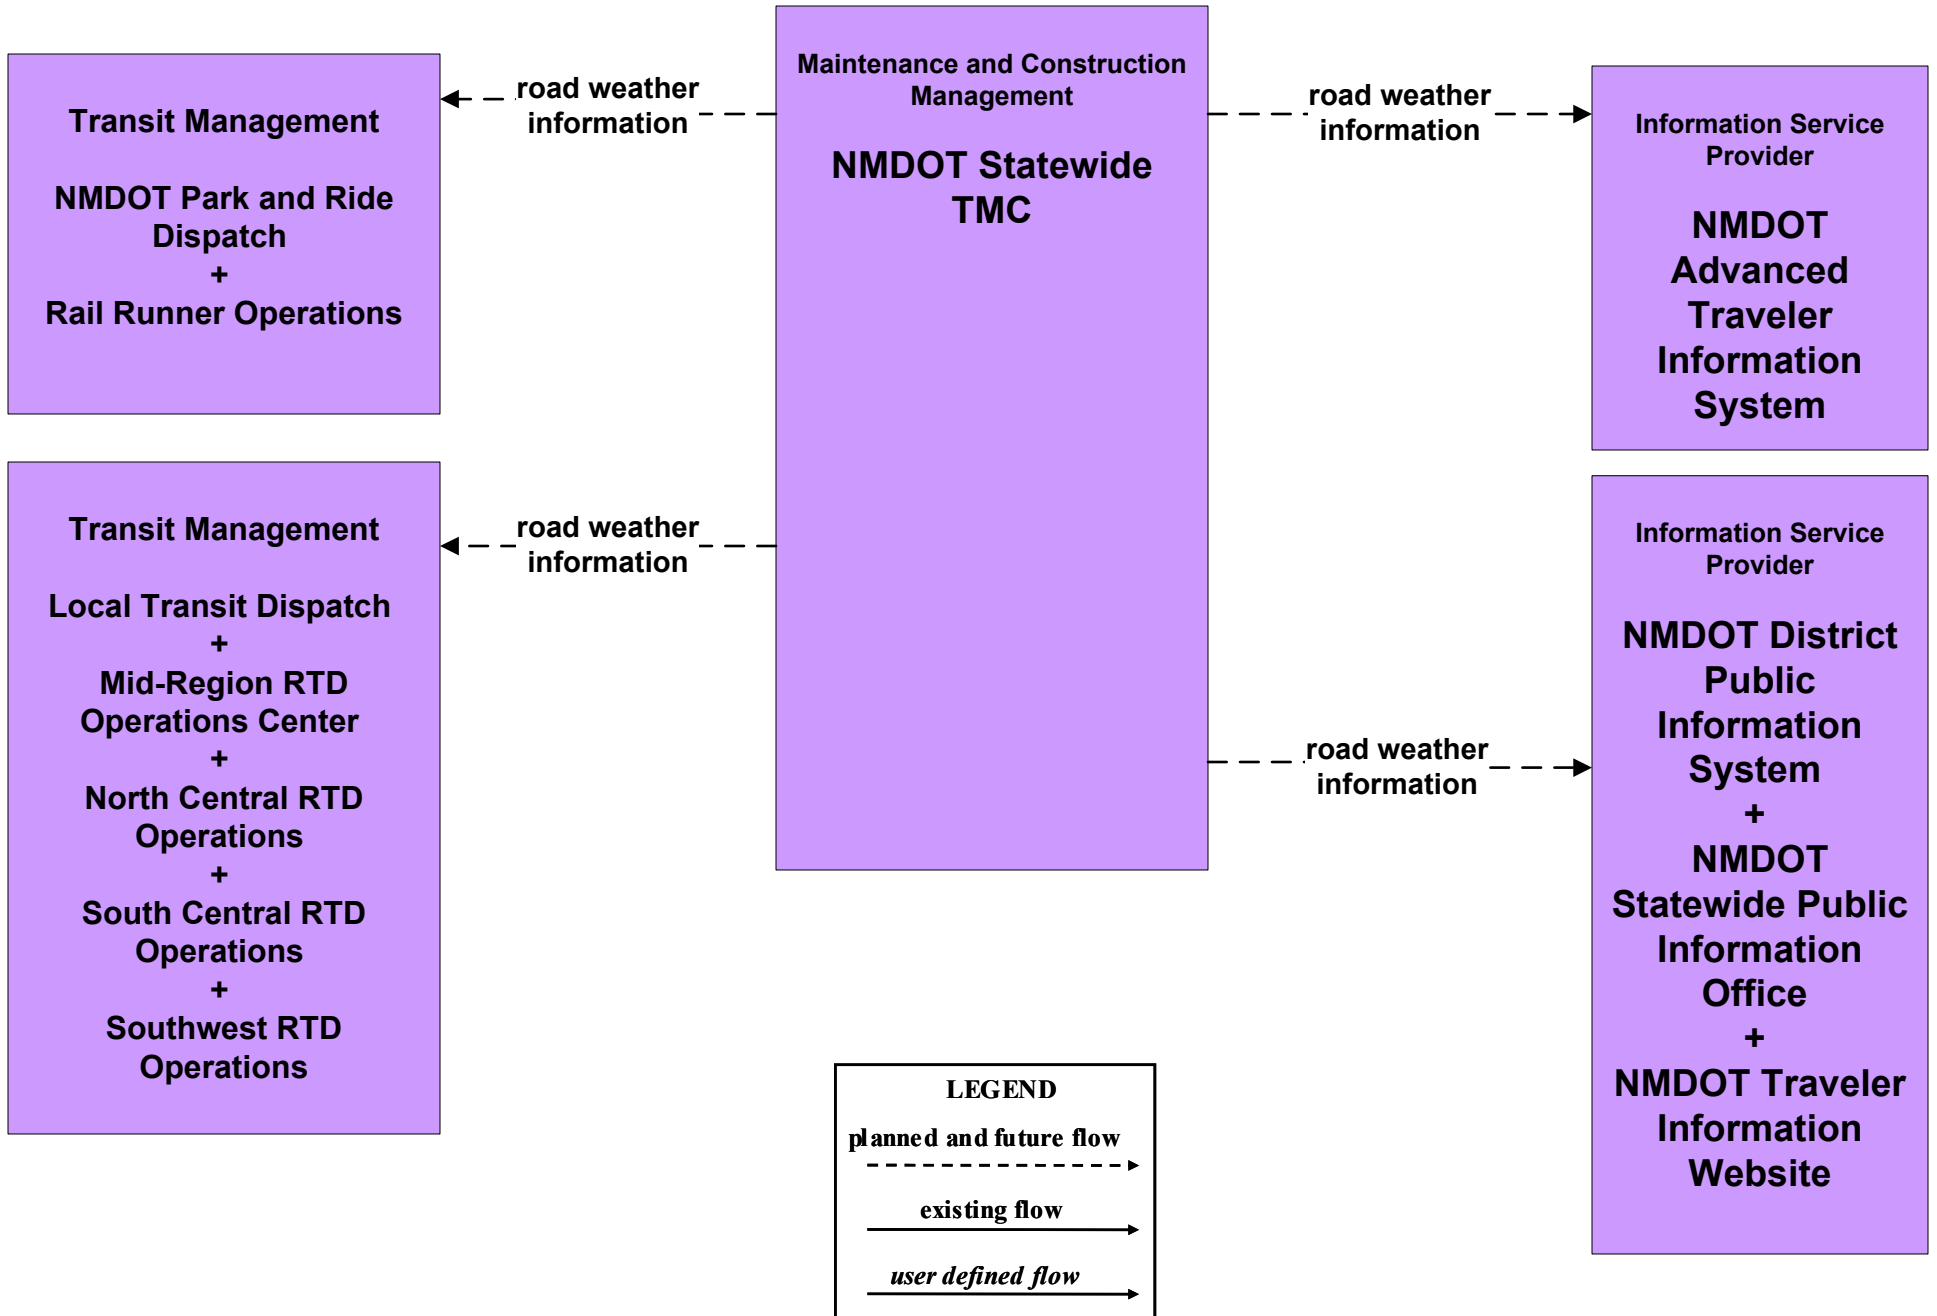 Transit Management
NMDOT Park and Ride
Dispatch
+
Rail Runner Operations
road weather
information
Maintenance and Construction
Management
NMDOT Statewide
TMC
road weather
information
Information Service
Provider
NMDOT
Advanced
Traveler
Information
System
Transit Management
Local Transit Dispatch
+
Mid-Region RTD
Operations Center
+
North Central RTD
Operations
+
South Central RTD
Operations
+
Southwest RTD
Operations
road weather
information
road weather
information
Information Service
Provider
NMDOT District
Public
Information
System
+
NMDOT
Statewide Public
Information
Office
+
NMDOT Traveler
Information
Website
LEGEND
planned and future flow
existing flow
user defined flow